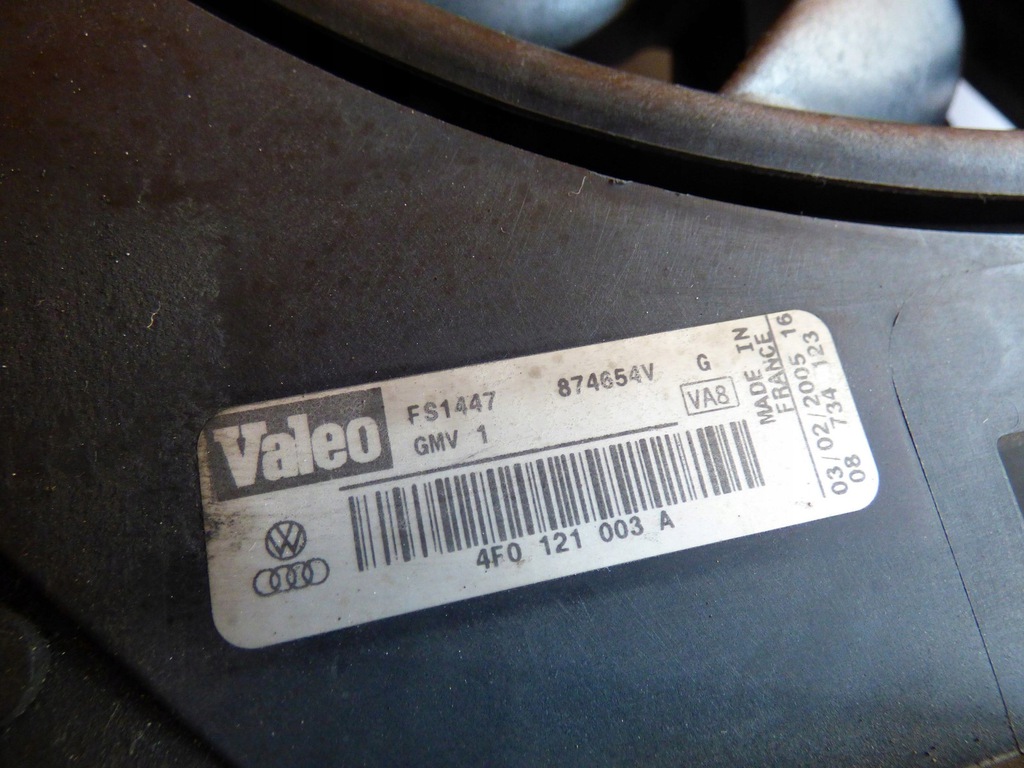 Valeo
FS1447 874654V G
GMV 1 VA8
4F0 121 003 A
MADE IN
FRANCE
03/02/2005 16
08 734 123